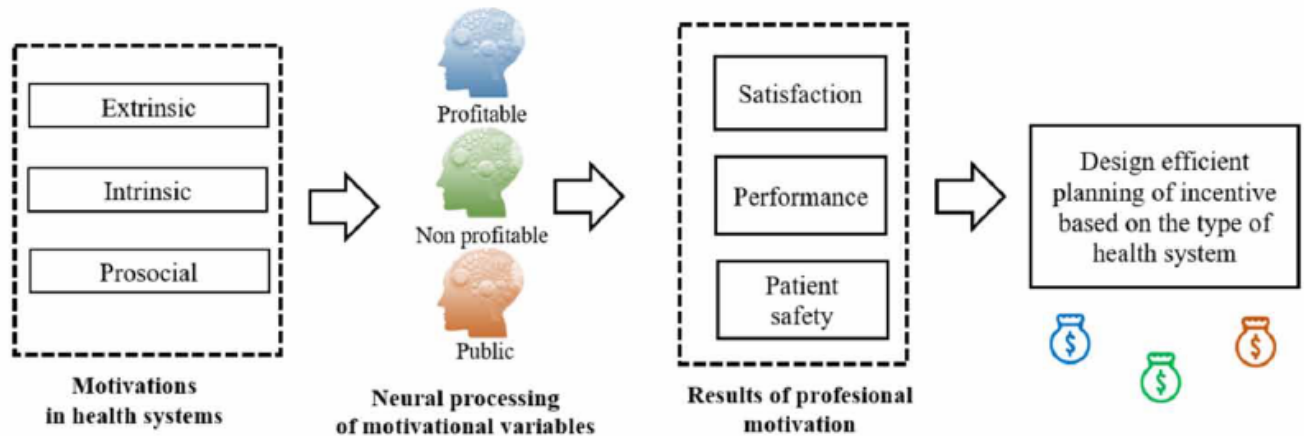 Extrinsic
Intrinsic
Prosocial
Motivations
in health systems
Profitable
Non profitable
Public
Neural processing
of motivational variables
Satisfaction
Performance
Patient
safety
Results of profesional
motivation
Design efficient
planning of incentive
based on the type of
health system
$
$
$